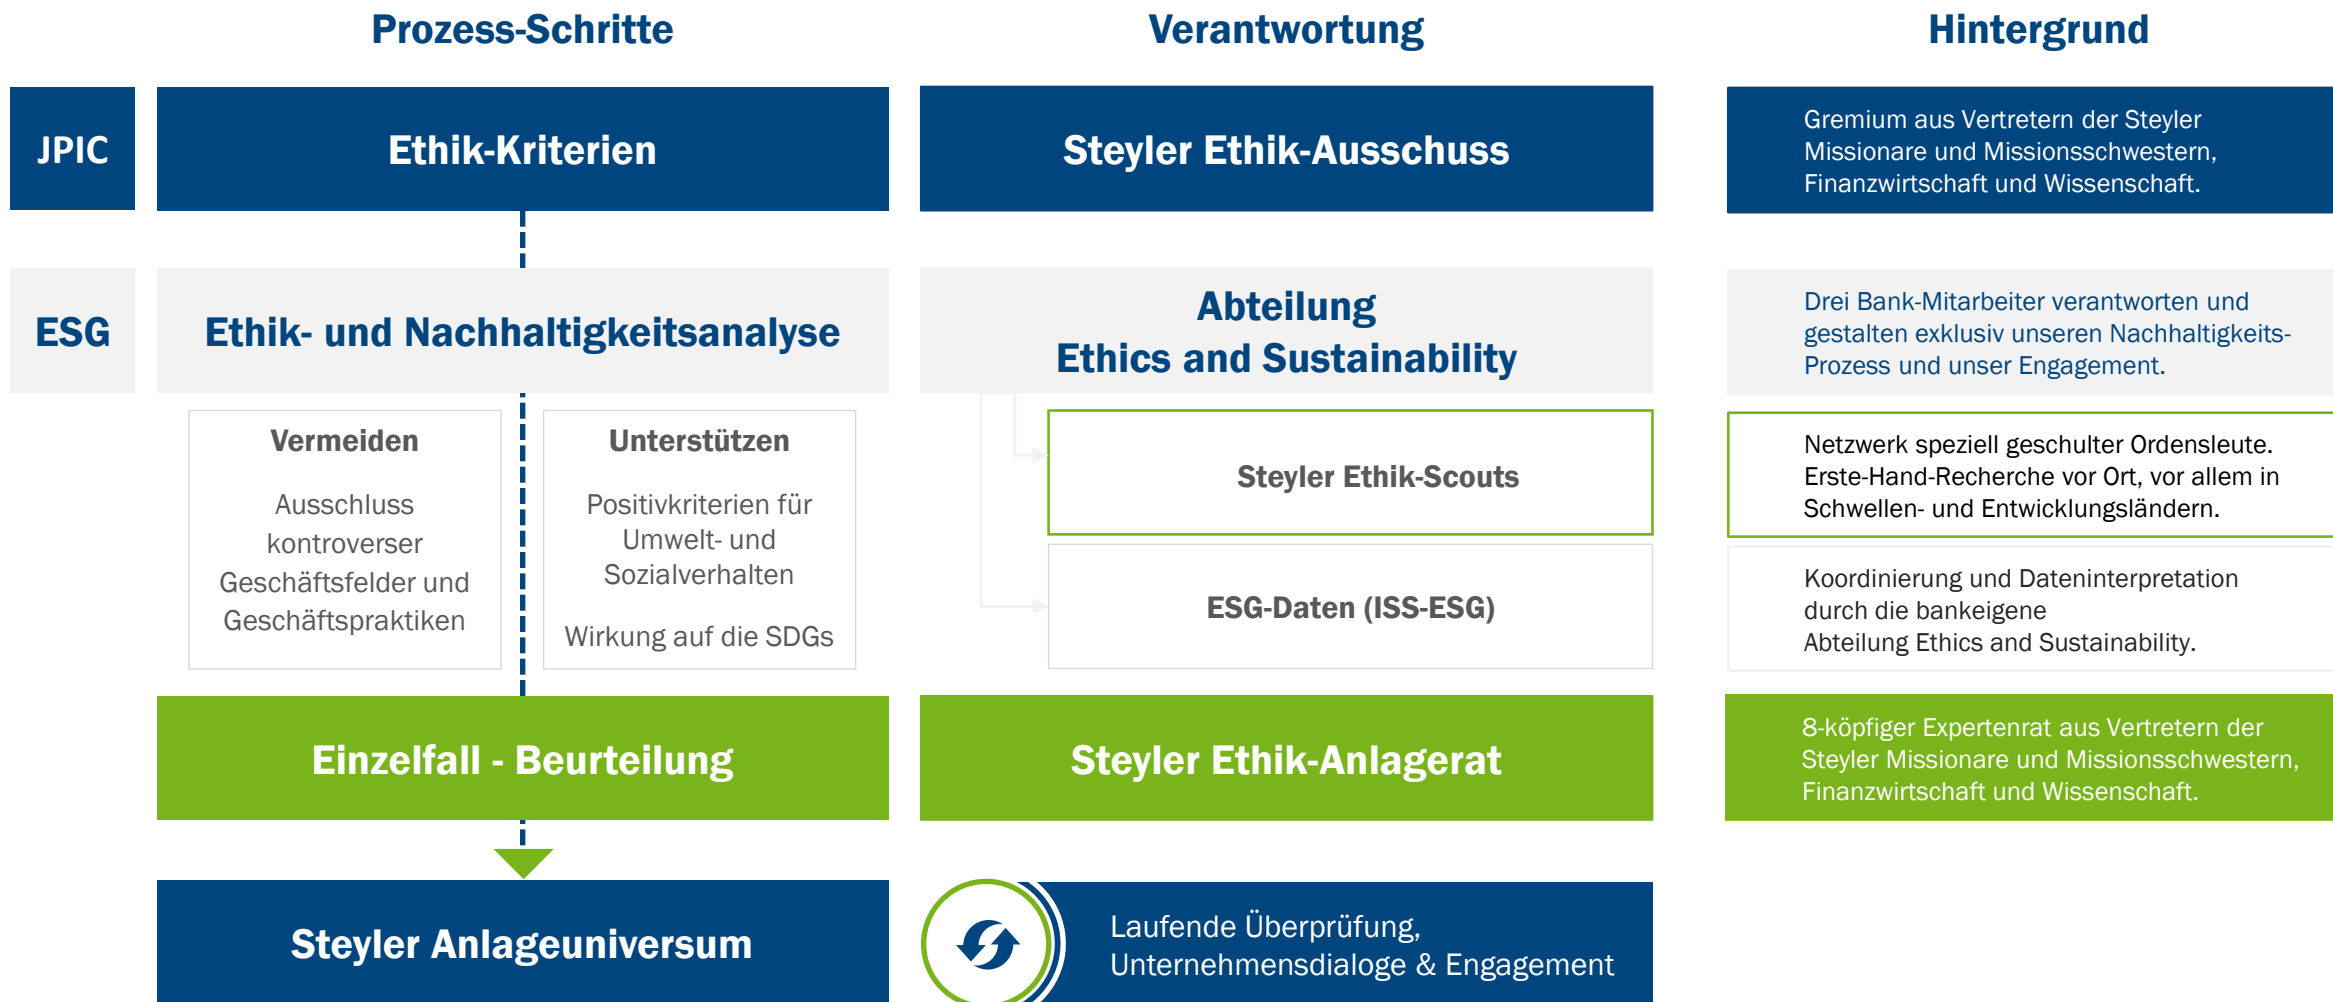 Prozess-Schritte
Verantwortung
Hintergrund
JPIC
Ethik-Kriterien
Steyler Ethik-Ausschuss
Gremium aus Vertretern der Steyler
Missionare und Missionsschwestern,
Finanzwirtschaft und Wissenschaft.
ESG
Ethik- und Nachhaltigkeitsanalyse
Abteilung
Ethics and Sustainability
Drei Bank-Mitarbeiter verantworten und
gestalten exklusiv unseren Nachhaltigkeits-
Prozess und unser Engagement.
Vermeiden
Ausschluss
kontroverser
Geschäftsfelder und
Geschäftspraktiken
Unterstützen
Positivkriterien für
Umwelt- und
Sozialverhalten
Wirkung auf die SDGs
Steyler Ethik-Scouts
Netzwerk speziell geschulter Ordensleute.
Erste-Hand-Recherche vor Ort, vor allem in
Schwellen- und Entwicklungsländern.
ESG-Daten (ISS-ESG)
Koordinierung und Dateninterpretation
durch die bankeigene
Abteilung Ethics and Sustainability.
Einzelfall - Beurteilung
Steyler Ethik-Anlagerat
8-köpfiger Expertenrat aus Vertretern der
Steyler Missionare und Missionsschwestern,
Finanzwirtschaft und Wissenschaft.
Steyler Anlageuniversum
Laufende Überprüfung,
Unternehmensdialoge & Engagement